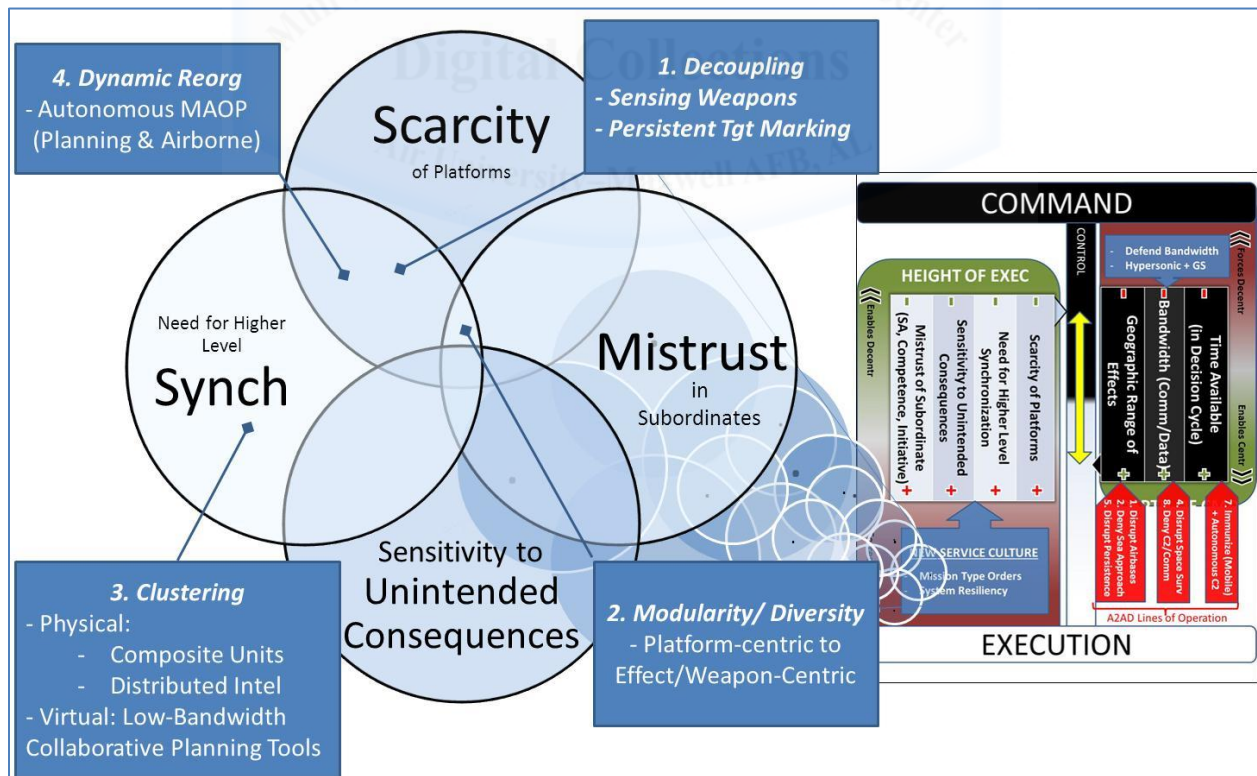 Digital Collections
Air University–Maxwell AFB, AL
4. Dynamic Reorg
- Autonomous MAOP
(Planning & Airborne)
1. Decoupling
- Sensing Weapons
- Persistent Tgt Marking
Scarcity
of Platforms
Need for Higher
Level
Synch
Mistrust
in
Subordinates
Sensitivity to
Unintended
Consequences
3. Clustering
- Physical:
- Composite Units
- Distributed Intel
- Virtual: Low-Bandwidth
Collaborative Planning Tools
2. Modularity/ Diversity
- Platform-centric to
Effect/Weapon-Centric
COMMAND
CONTROL
HEIGHT OF EXEC
Enables Decentr
- Mistrust of Subordinate +
(SA, Competence, Initiative)
- Sensitivity to Unintended +
Consequences
- Need for Higher Level +
Synchronization
- Scarcity of Platforms +
NEW SERVICE CULTURE
- Mission Type Orders
- System Resiliency
- Defend Bandwidth
- Hypersonic + GS
Forces Decentr
Enables Centr
- Geographic Range of +
Effects
- Bandwidth (Comm/Data) +
- Time Available +
(in Decision Cycle)
1. Disrupt Airbases
2. Deny Sea Approach
5. Disrupt Persistence
4. Disrupt Space Surv
8. Deny C2/Comm
7. Immunize (Mobile)
+ Autonomous C2
A2AD Lines of Operation
EXECUTION